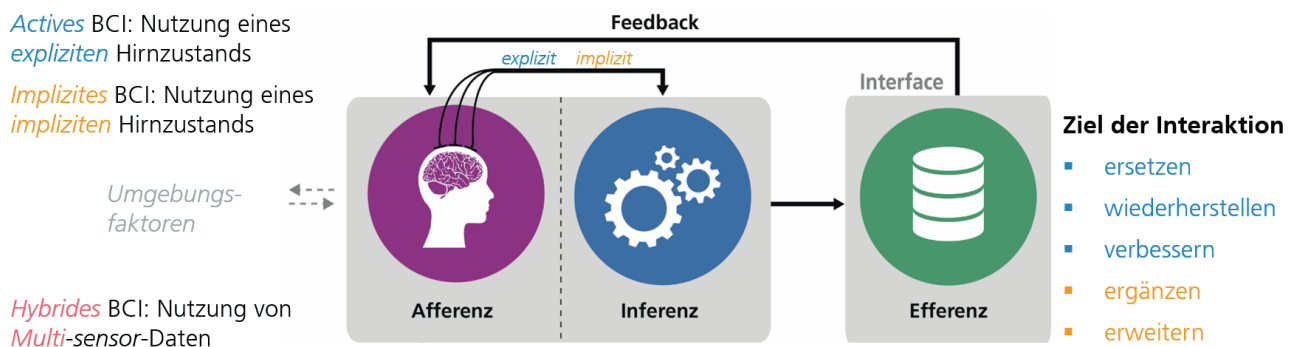 Actives BCI: Nutzung eines
expliziten Hirnzustands
Implizites BCI: Nutzung eines
impliziten Hirnzustands
Umgebungs-
faktoren
Hybrides BCI: Nutzung von
Multi-sensor-Daten
Feedback
explizit implizit
Interface
Afferenz
Inferenz
Efferenz
Ziel der Interaktion
▪ ersetzen
▪ wiederherstellen
▪ verbessern
▪ ergänzen
▪ erweitern